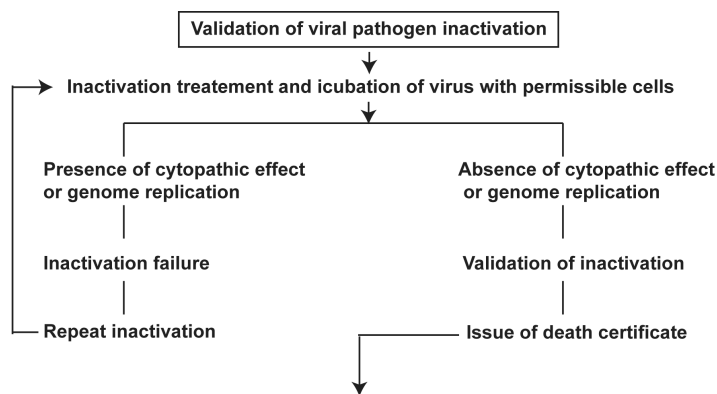 Validation of viral pathogen inactivation
Inactivation treatement and icubation of virus with permissible cells
Presence of cytopathic effect
or genome replication
Absence of cytopathic effect
or genome replication
Inactivation failure
Validation of inactivation
Repeat inactivation
Issue of death certificate